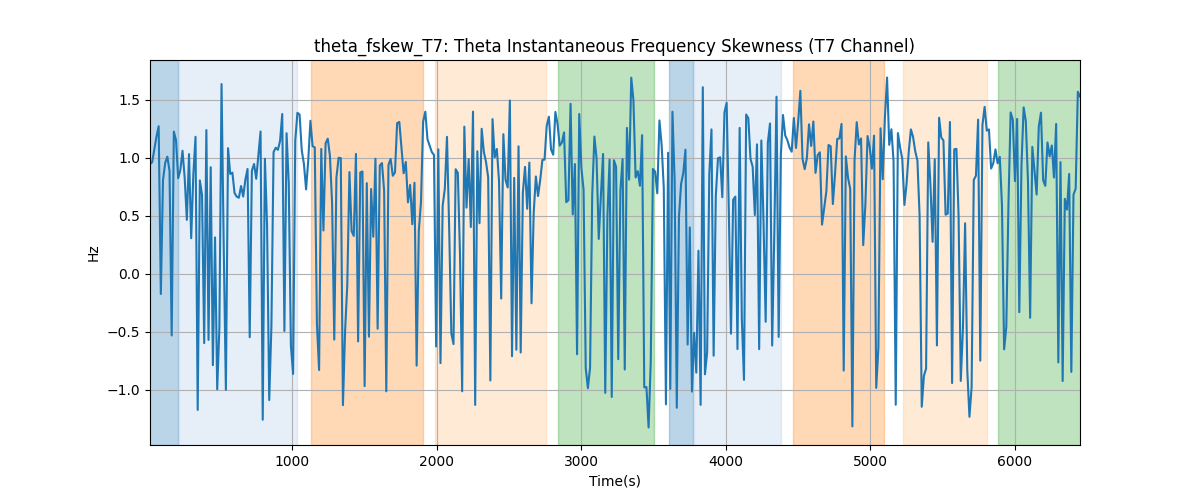 theta_fskew_T7: Theta Instantaneous Frequency Skewness (T7 Channel)
1.5
1.0
0.5
0.0
−0.5
−1.0
Hz
1000 2000 3000 4000 5000 6000
Time(s)